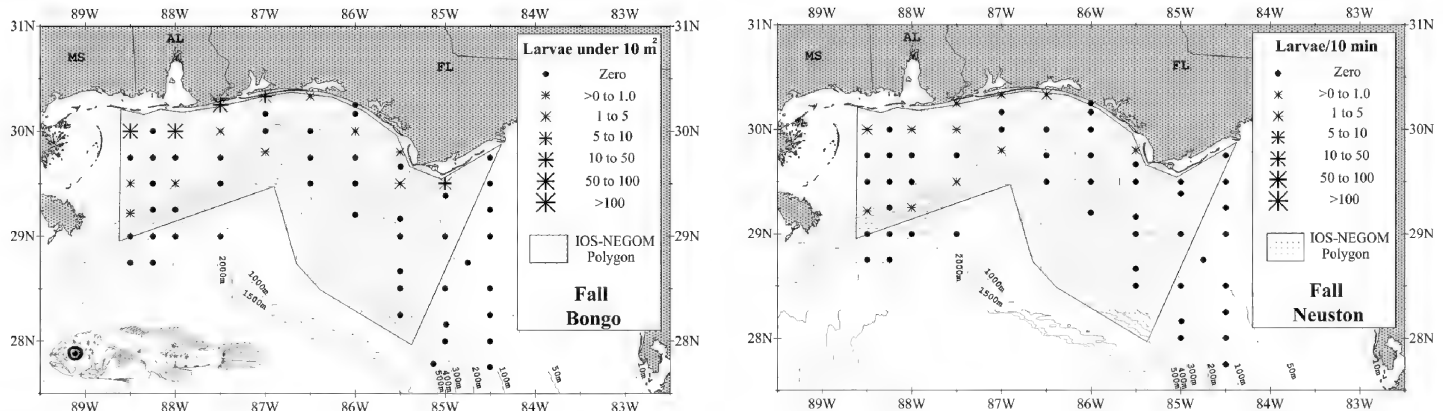 89W 88W 87W 86W 85W 84W
31N 31N
MS
AL
FL
Larvae under 10 m2
Zero
>0 to 1.0
1 to 5
5 to 10
10 to 50
50 to 100
>100
IOS-NEGOM
Polygon
Fall
Bongo
30N
29N 29N
28N 28N
2000m
1000m
1500m
500m
400m
300m
200m
100m
50m
10m
89W 88W 87W 86W 85W 84W
89W 88W 87W 86W 85W 84W
31N 31N
MS
AL
FL
Larvae/10 min
Zero
>0 to 1.0
1 to 5
5 to 10
10 to 50
50 to 100
>100
IOS-NEGOM
Polygon
Fall
Neuston
30N 30N
29N 29N
28N 28N
2000m
1000m
1500m
500m
400m
300m
200m
100m
50m
10m
89W 88W 87W 86W 85W 84W